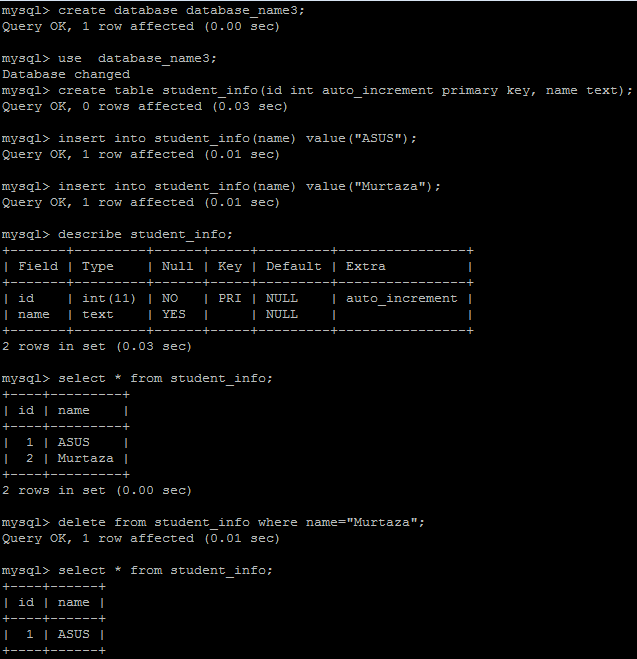 mysql> create database database_name3;
Query OK, 1 row affected (0.00 sec)
mysql> use  database_name3;
Database changed
mysql> create table student_info(id int auto_increment primary key, name text);
Query OK, 0 rows affected (0.03 sec)
mysql> insert into student_info(name) value("ASUS");
Query OK, 1 row affected (0.01 sec)
mysql> insert into student_info(name) value("Murtaza");
Query OK, 1 row affected (0.01 sec)
mysql> describe student_info;
+-------+---------+------+-----+---------+----------------+
| Field | Type    | Null | Key | Default | Extra          |
+-------+---------+------+-----+---------+----------------+
| id    | int(11) | NO   | PRI | NULL    | auto_increment |
| name  | text    | YES  |     | NULL    |                |
+-------+---------+------+-----+---------+----------------+
2 rows in set (0.03 sec)
mysql> select * from student_info;
+----+---------+
| id | name    |
+----+---------+
|  1 | ASUS    |
|  2 | Murtaza |
+----+---------+
2 rows in set (0.00 sec)
mysql> delete from student_info where name="Murtaza";
Query OK, 1 row affected (0.01 sec)
mysql> select * from student_info;
+----+------+
| id | name |
+----+------+
|  1 | ASUS |
+----+------+